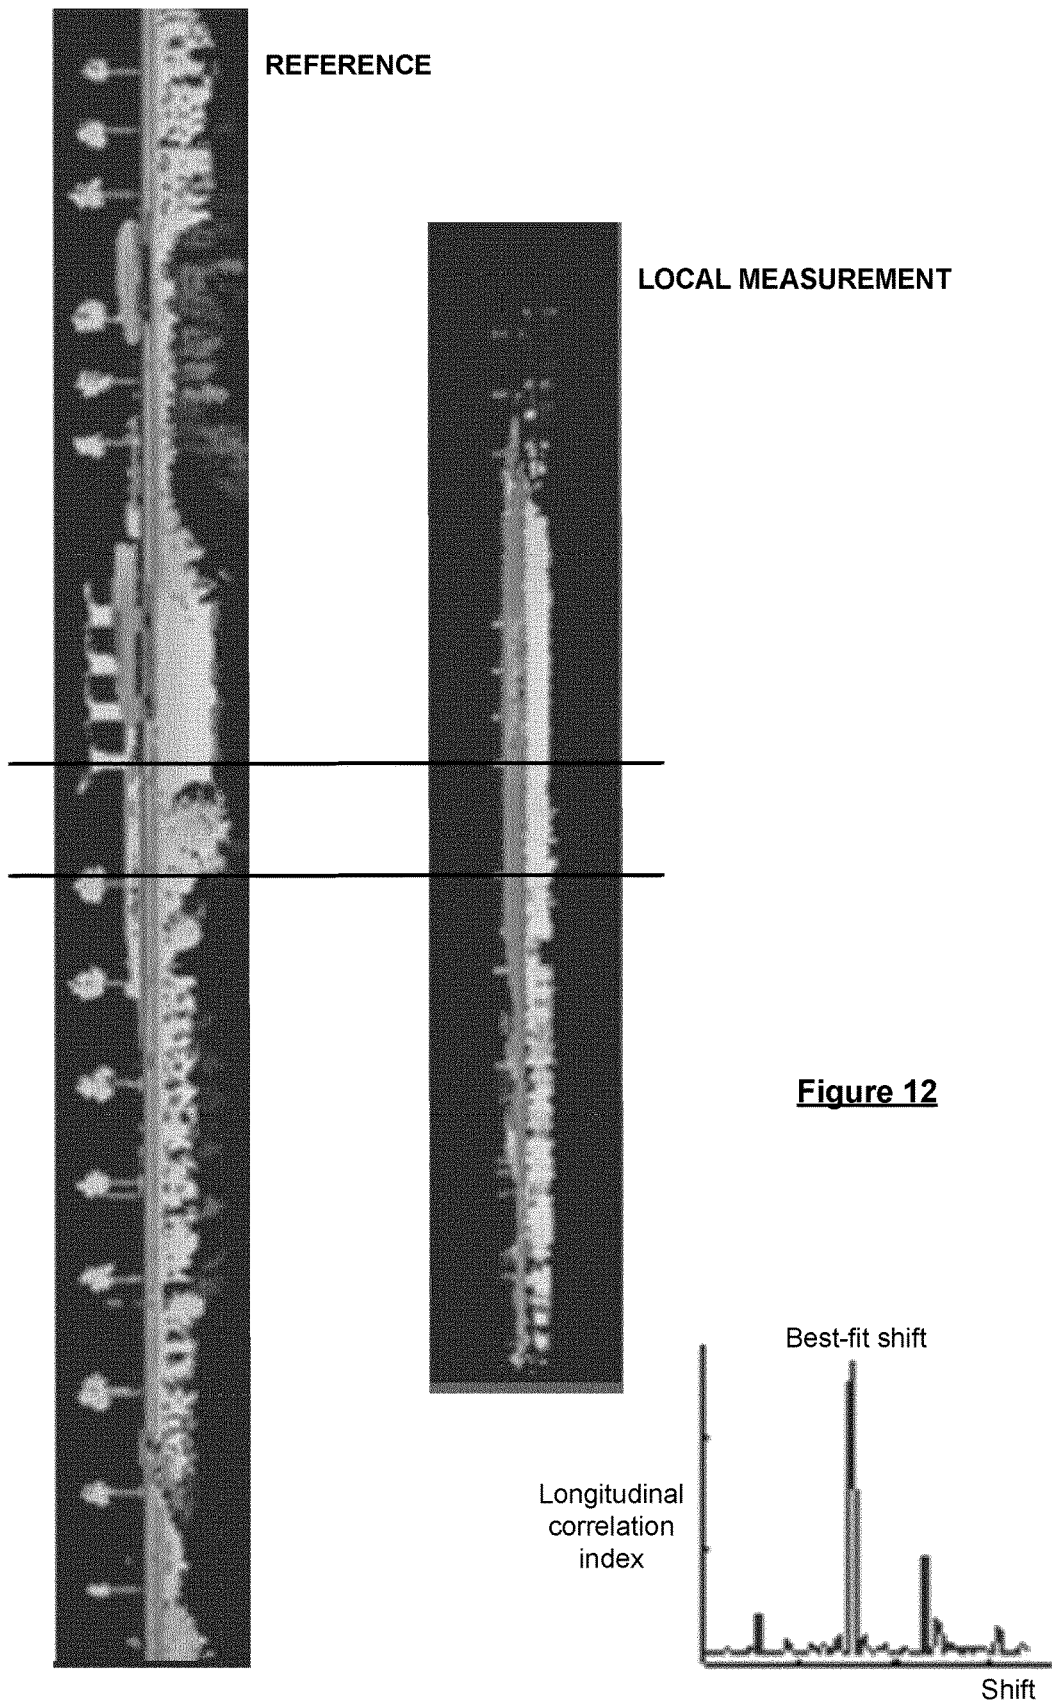 REFERENCE
LOCAL MEASUREMENT
Figure 12
Best-fit shift
Longitudinal
correlation
index
Shift